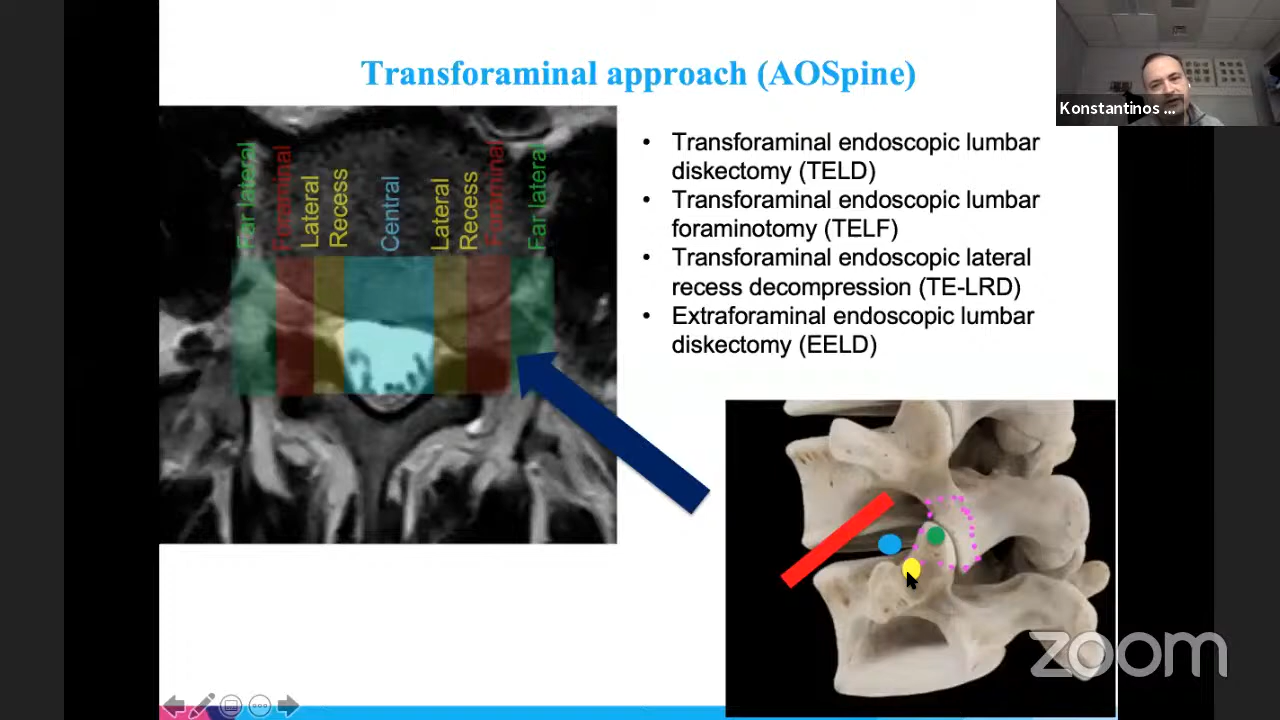 Transforaminal approach (AOSpine)
Konstantinos ...
Far lateral
Foraminal
Lateral
Recess
Central
Lateral
Recess
Foraminal
Far lateral
• Transforaminal endoscopic lumbar
diskectomy (TELD)
• Transforaminal endoscopic lumbar
foraminotomy (TELF)
• Transforaminal endoscopic lateral
recess decompression (TE-LRD)
• Extraforaminal endoscopic lumbar
diskectomy (EELD)
zoom